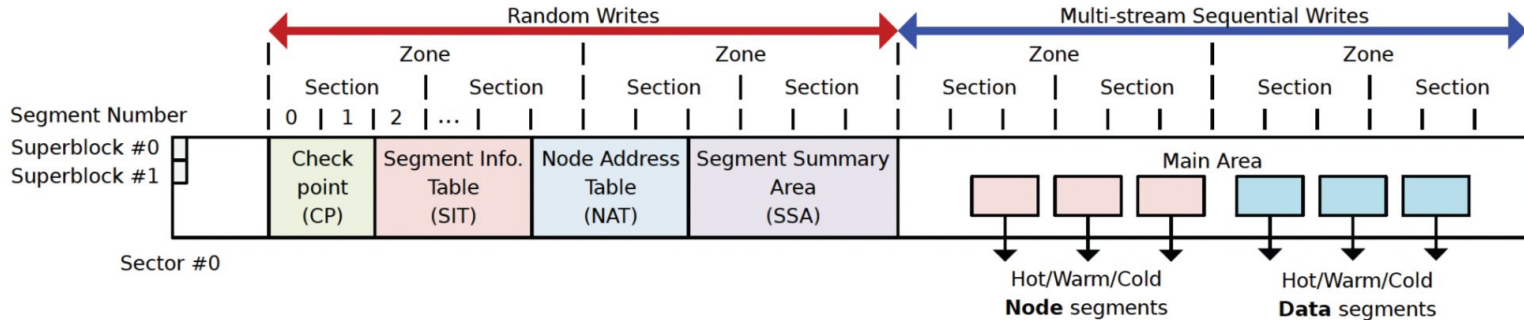 Random Writes
Multi-stream Sequential Writes
Zone
Zone
Zone
Zone
Section
Section
Section
Section
Section
Section
Section
Section
Segment Number
0
1
2
...
Superblock #0
Superblock #1
Check
point
(CP)
Segment Info.
Table
(SIT)
Node Address
Table
(NAT)
Segment Summary
Area
(SSA)
Main Area
Sector #0
Hot/Warm/Cold
Node segments
Hot/Warm/Cold
Data segments